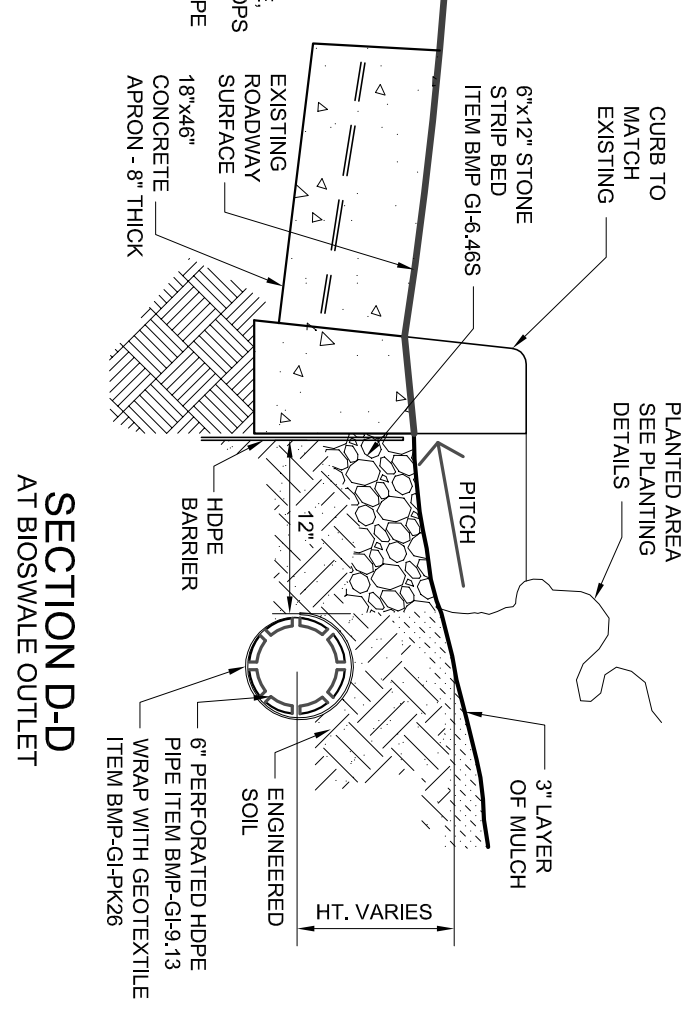 CURB TO
MATCH
EXISTING
PLANTED AREA
SEE PLANTING
DETAILS
6"x12" STONE
STRIP BED
ITEM BMP GI-6.46S
PITCH
3" LAYER
OF MULCH
EXISTING
ROADWAY
SURFACE
18"x46"
CONCRETE
APRON - 8" THICK
12"
HT. VARIES
HDPE
BARRIER
ENGINEERED
SOIL
6" PERFORATED HDPE
PIPE ITEM BMP-GI-9.13
WRAP WITH GEOTEXTILE
ITEM BMP-GI-PK26
SECTION D-D
AT BIOSWALE OUTLET